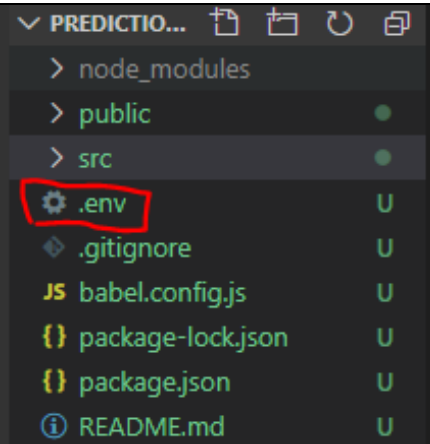 PREDICTIO...
node_modules
public
src
.env U
.gitignore U
JS babel.config.js U
{} package-lock.json U
{} package.json U
README.md U